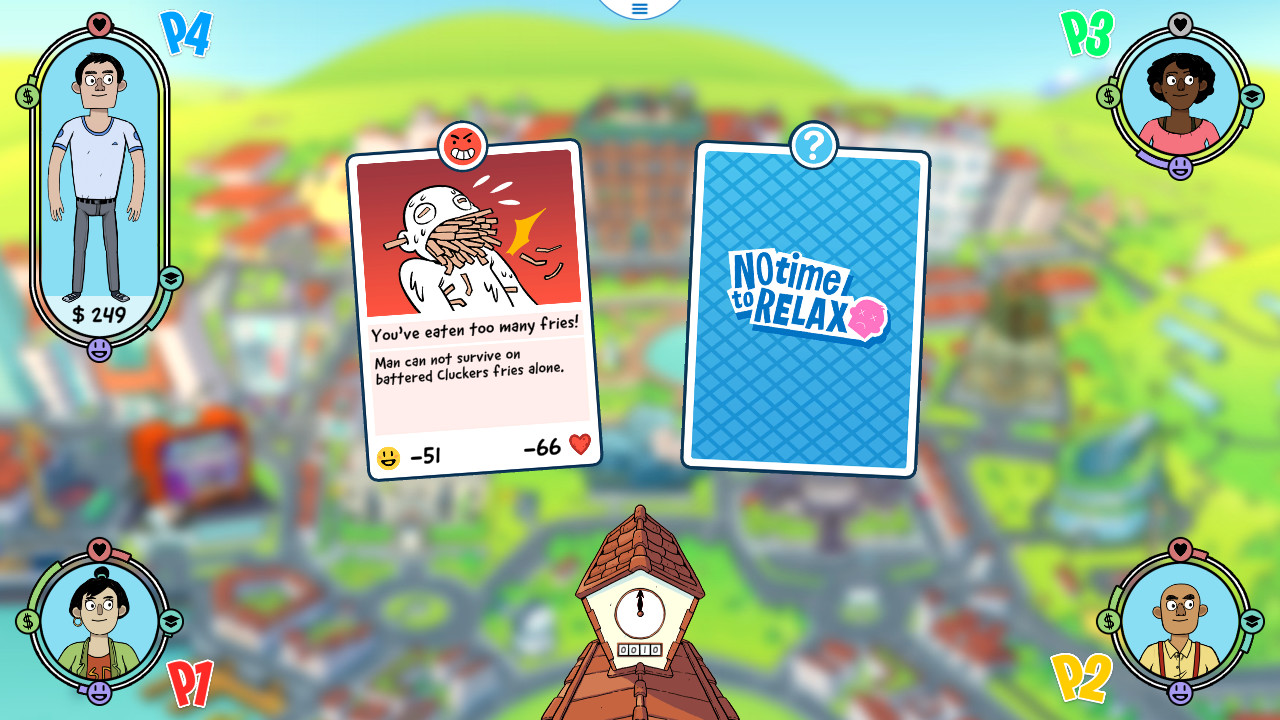 P4
P3
$
$
$ 249
You've eaten too many fries!
Man can not survive on
battered Cluckers fries alone.
-51
-66
?
NO time
to RELAX
0010
$
$
P1
P2